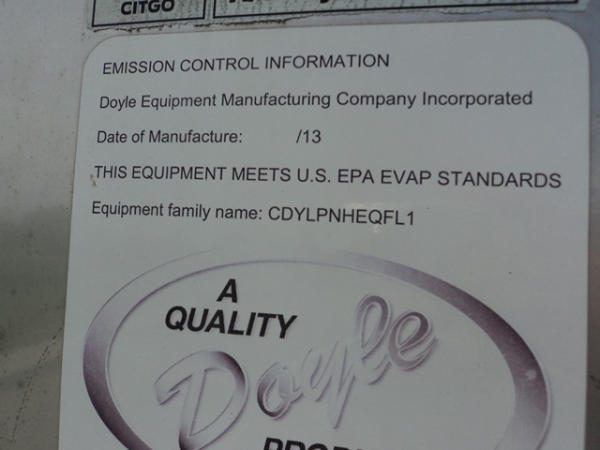 CITGO
EMISSION CONTROL INFORMATION
Doyle Equipment Manufacturing Company Incorporated
Date of Manufacture: /13
THIS EQUIPMENT MEETS U.S. EPA EVAP STANDARDS
Equipment family name: CDYLPNHEQFL1
A
QUALITY
Doyle